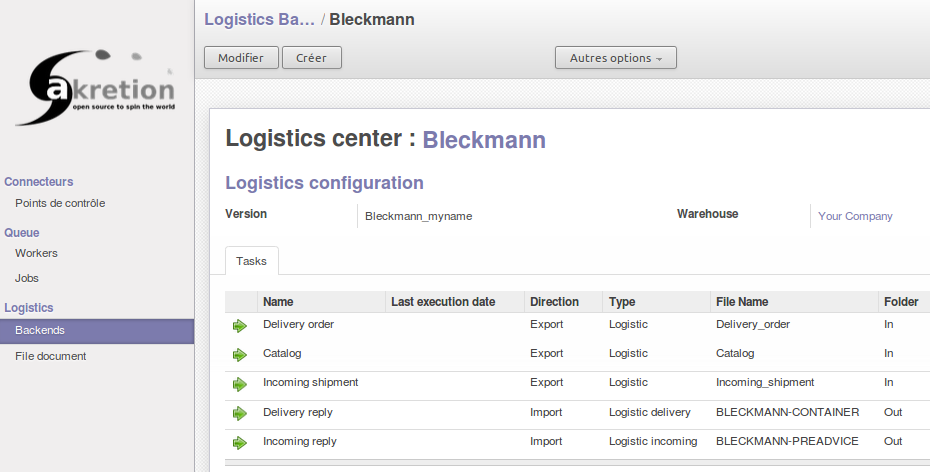 Logistics Ba... / Bleckmann
Modifier Créer Autres options
akretion
open source to spin the world
Connecteurs
Points de contrôle
Queue
Workers
Jobs
Logistics
Backends
File document
Logistics center : Bleckmann
Logistics configuration
Version Bleckmann_myname Warehouse Your Company
Tasks
Name Last execution date Direction Type File Name Folder
Delivery order Export Logistic Delivery_order In
Catalog Export Logistic Catalog In
Incoming shipment Export Logistic Incoming_shipment In
Delivery reply Import Logistic delivery BLECKMANN-CONTAINER Out
Incoming reply Import Logistic incoming BLECKMANN-PREADVICE Out